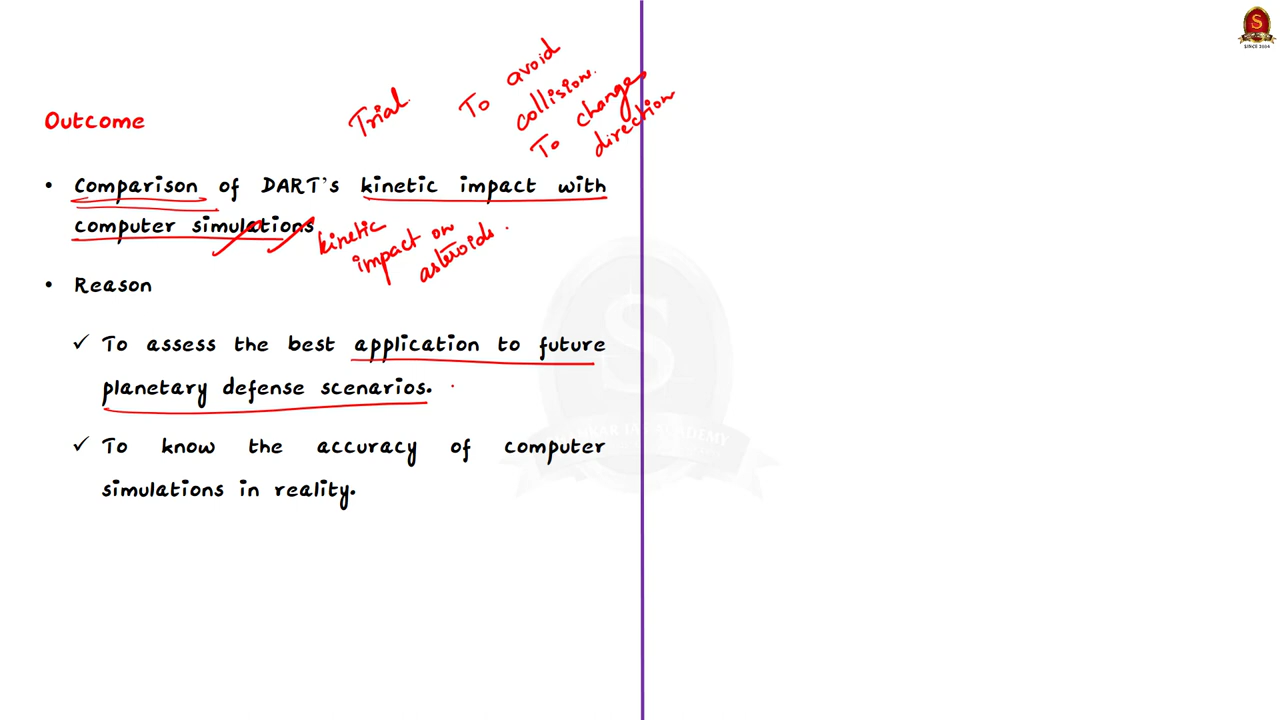 Trial.
To avoid
collision.
To change
direction
Outcome
• Comparison of DART's kinetic impact with
computer simulations
kinetic
impact on
asteroids.
• Reason
✓ To assess the best application to future
planetary defense scenarios.
✓ To know the accuracy of computer
simulations in reality.
S
SINCE 2004